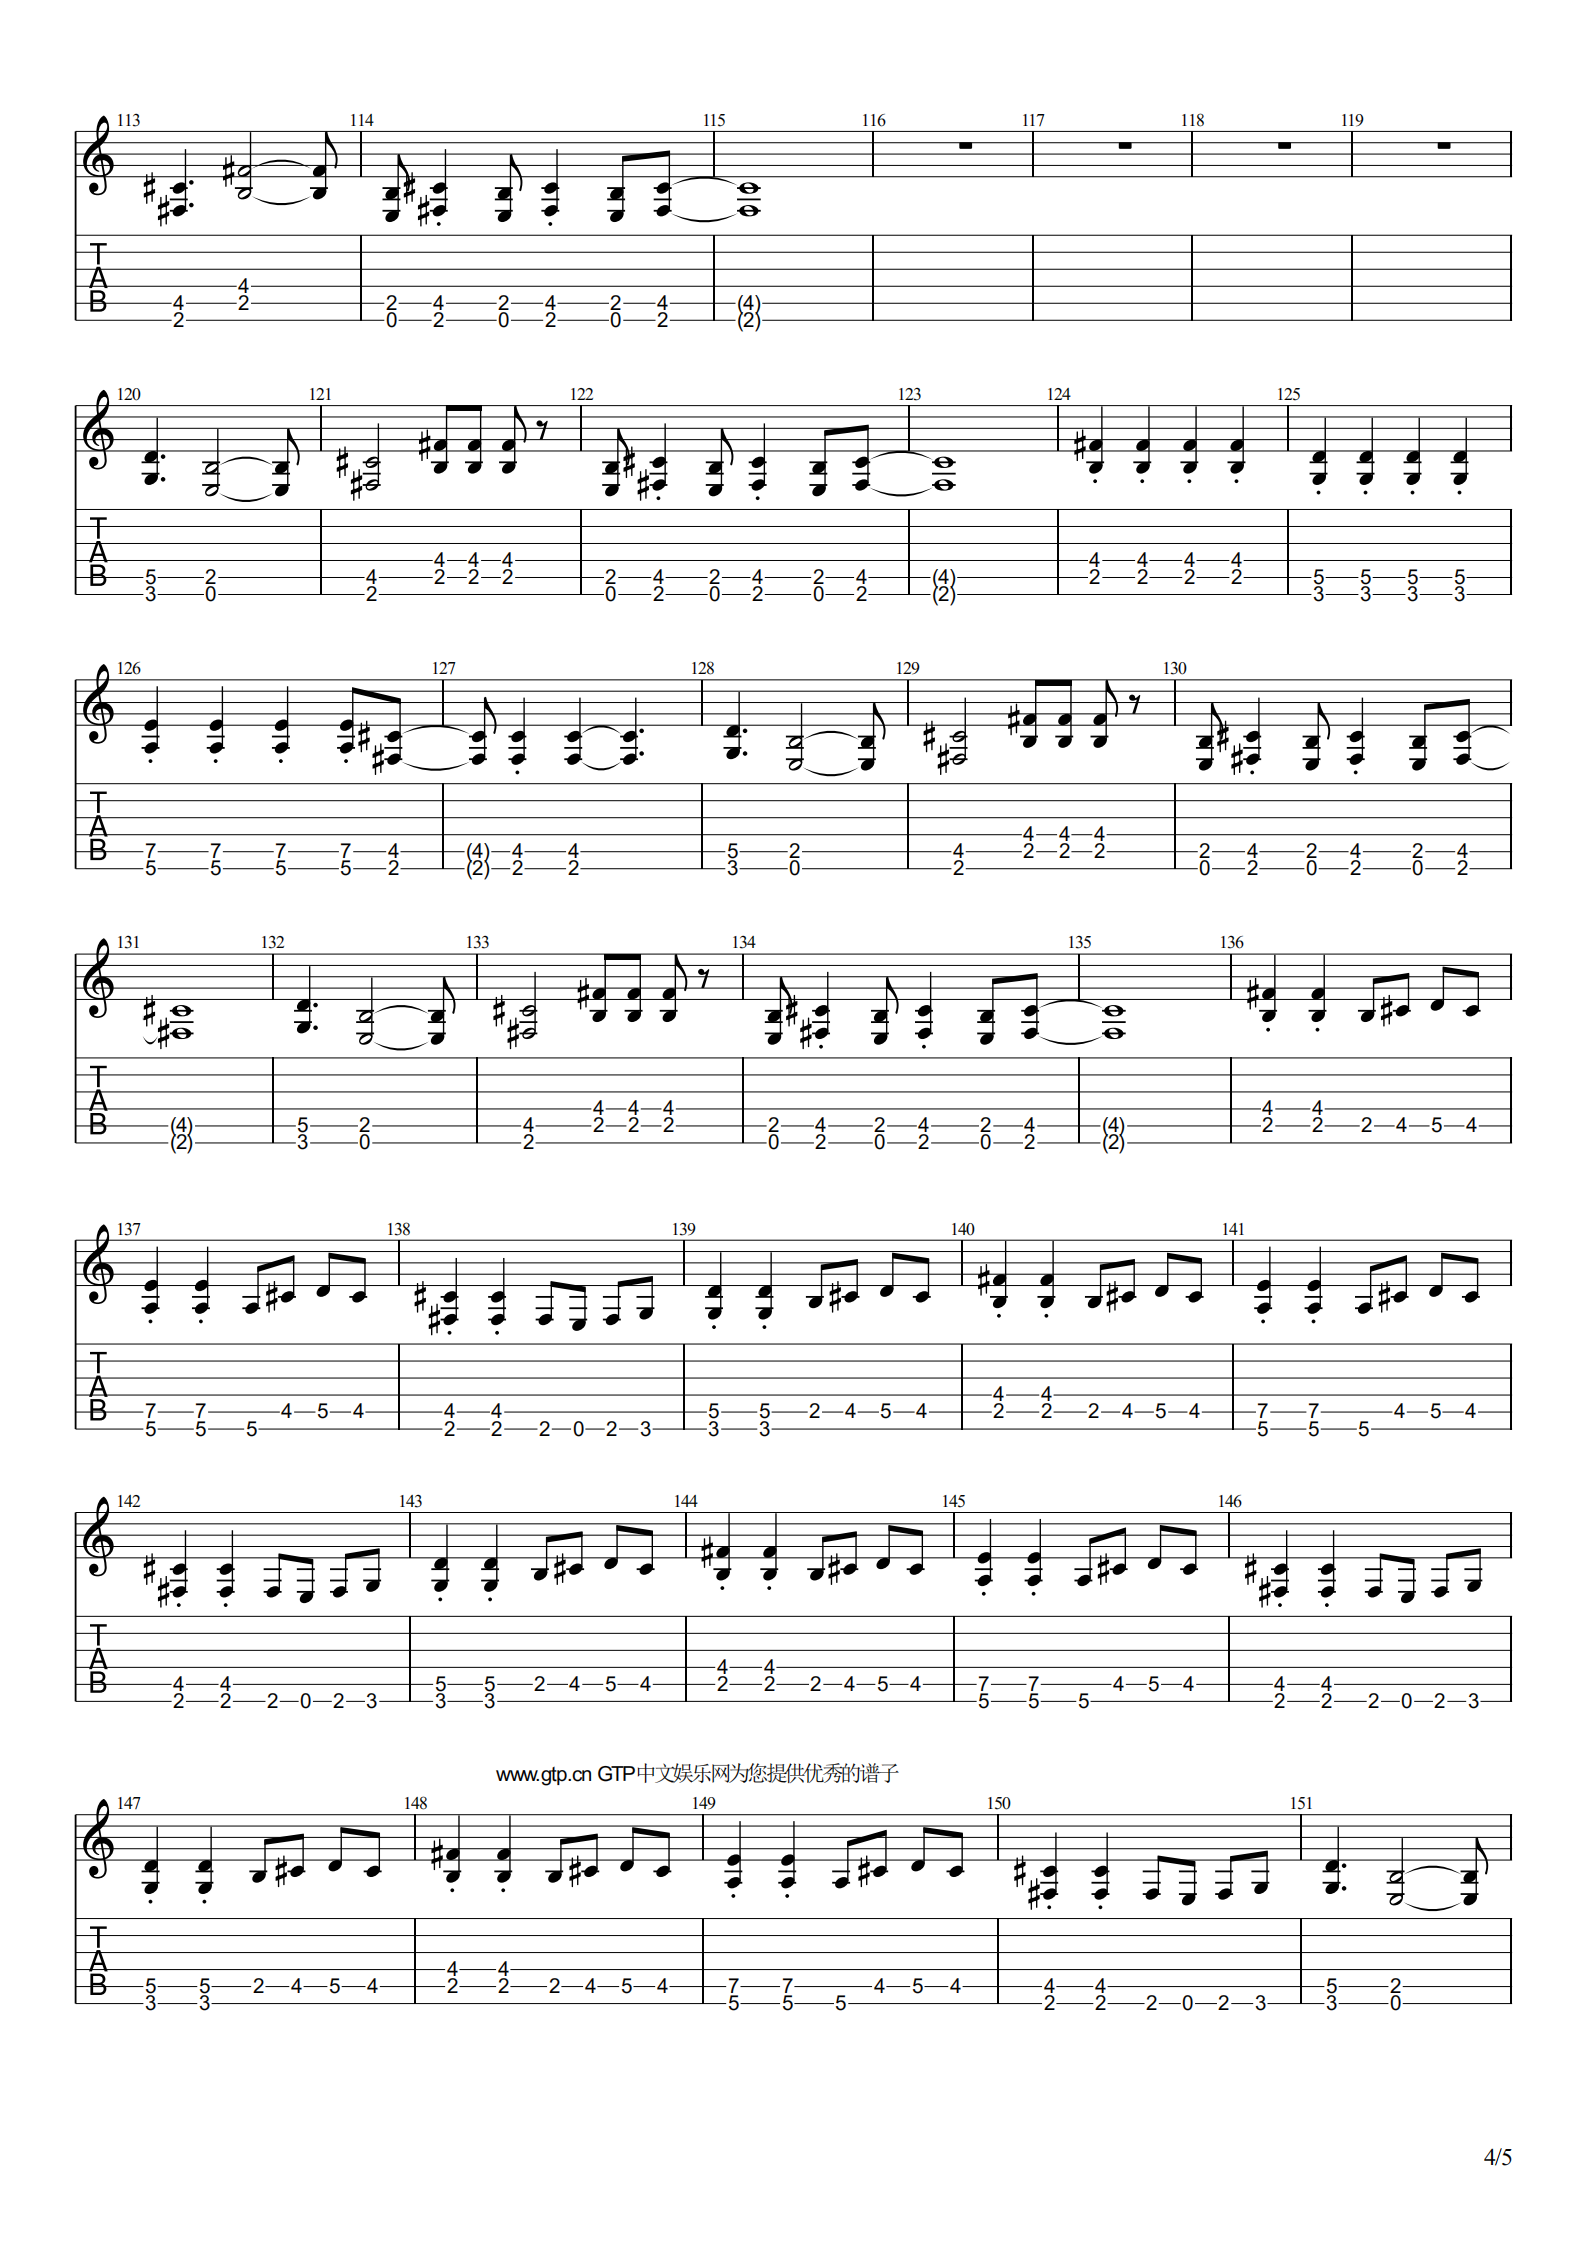 113 114 115 116 117 118 119
T
A 4
B 4 2 2 4 2 4 2 4 (4)
2 0 2 0 2 0 2 (2)
120 121 122 123 124 125
T
A 4 4 4 4 4 4 4
B 5 2 4 2 2 2 2 4 2 4 2 4 (4) 2 2 2 2 5 5 5 5
3 0 2 0 2 0 2 0 2 (2) 3 3 3 3
126 127 128 129 130
T
A 4 4 4
B 7 7 7 7 4 (4) 4 4 5 2 4 2 2 2 2 4 2 4 2 4
5 5 5 5 2 (2) 2 2 3 0 2 0 2 0 2 0 2
131 132 133 134 135 136
T
A 4 4 4 4 4
B (4) 5 2 4 2 2 2 2 4 2 4 2 4 (4) 2 2 2 4 5 4
(2) 3 0 2 0 2 0 2 0 2 (2)
137 138 139 140 141
T
A 4 4
B 7 7 4 5 4 4 4 5 5 2 4 5 4 2 2 2 4 5 4 7 7 4 5 4
5 5 5 2 2 2 0 2 3 3 3 5 5 5
142 143 144 145 146
T
A 4 4
B 4 4 5 5 2 4 5 4 2 2 2 4 5 4 7 7 4 5 4 4 4
2 2 2 0 2 3 3 3 5 5 5 2 2 2 0 2 3
www.gtp.cn GTP中文娱乐网为您提供优秀的谱子
147 148 149 150 151
T
A 4 4
B 5 5 2 4 5 4 2 2 2 4 5 4 7 7 4 5 4 4 4 5 2
3 3 5 5 5 2 2 2 0 2 3 3 0
4/5